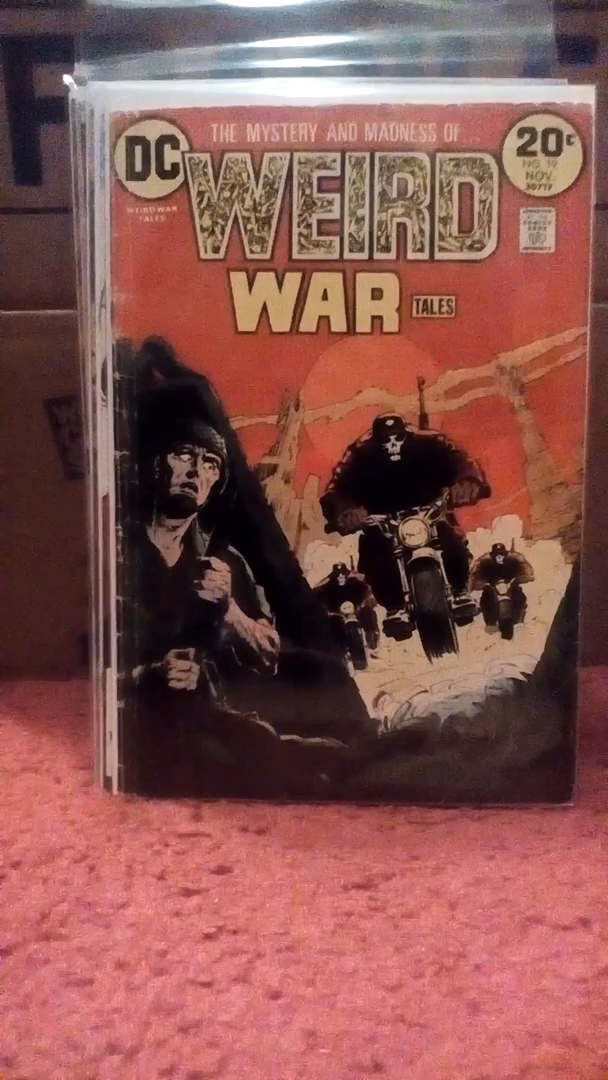 THE MYSTERY AND MADNESS OF...
DC
20¢
NO. 19
NOV.
30717
WEIRD WAR
TALES
WEIRD
APPROVED
BY THE
COMICS
CODE
AUTHORITY
WAR
TALES